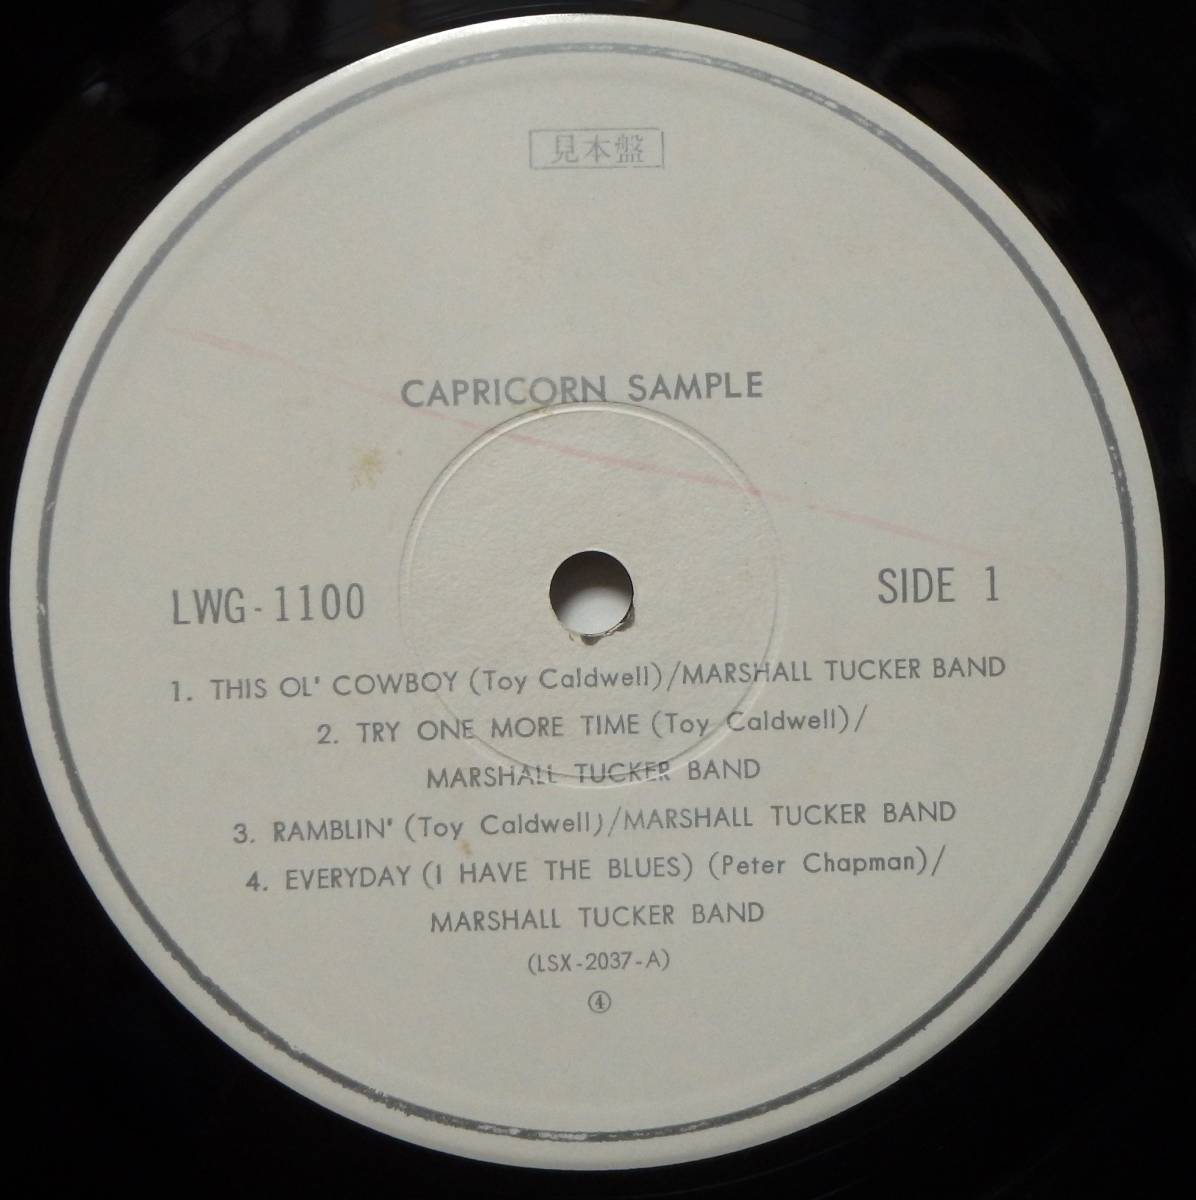 見本盤
CAPRICORN SAMPLE
LWG-1100
SIDE 1
1. THIS OL' COWBOY (Toy Caldwell)/MARSHALL TUCKER BAND
2. TRY ONE MORE TIME (Toy Caldwell)/
MARSHALL TUCKER BAND
3. RAMBLIN' (Toy Caldwell)/MARSHALL TUCKER BAND
4. EVERYDAY (I HAVE THE BLUES) (Peter Chapman)/
MARSHALL TUCKER BAND
(LSX-2037-A)
④